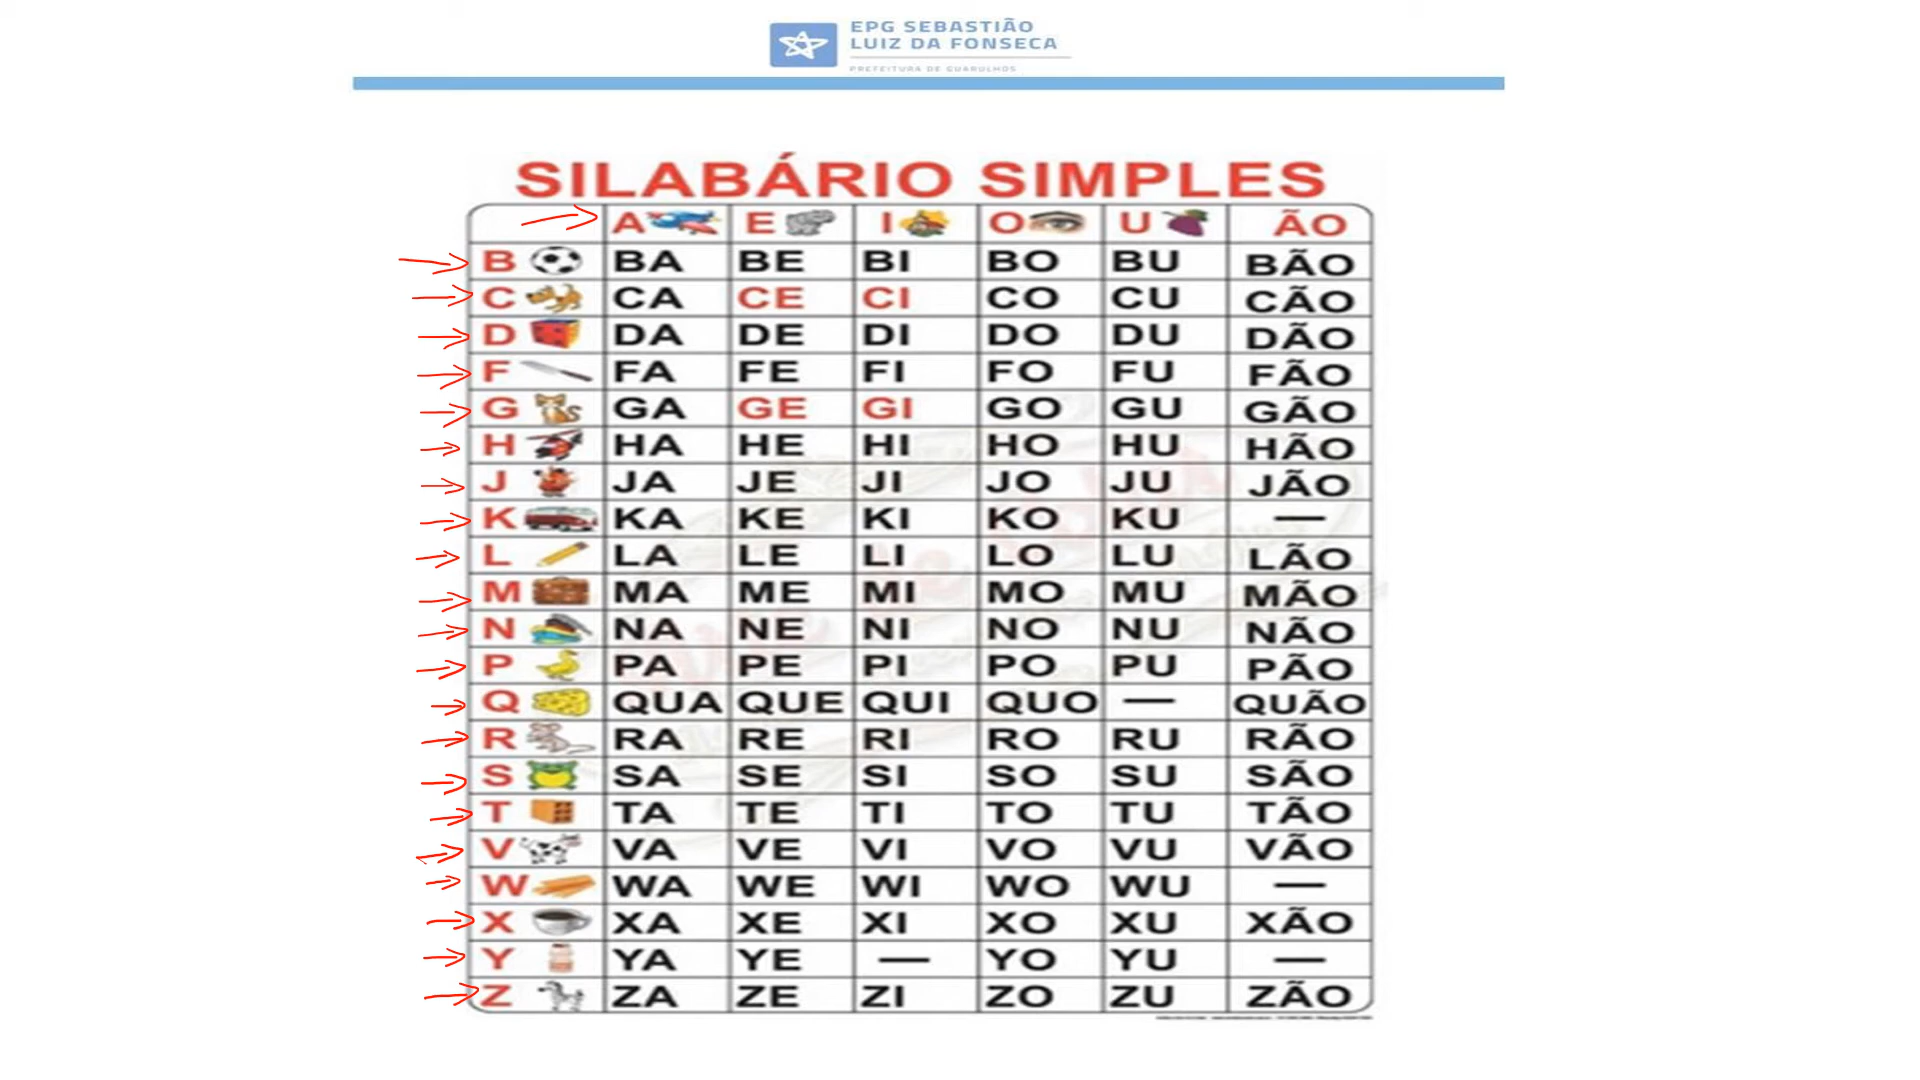 EPG SEBASTIÃO
LUIZ DA FONSECA
PREFEITURA DE GUARULHOS
SILABÁRIO SIMPLES
A E I O U ÃO
B BA BE BI BO BU BÃO
C CA CE CI CO CU CÃO
D DA DE DI DO DU DÃO
F FA FE FI FO FU FÃO
G GA GE GI GO GU GÃO
H HA HE HI HO HU HÃO
J JA JE JI JO JU JÃO
K KA KE KI KO KU —
L LA LE LI LO LU LÃO
M MA ME MI MO MU MÃO
N NA NE NI NO NU NÃO
P PA PE PI PO PU PÃO
Q QUA QUE QUI QUO — QUÃO
R RA RE RI RO RU RÃO
S SA SE SI SO SU SÃO
T TA TE TI TO TU TÃO
V VA VE VI VO VU VÃO
W WA WE WI WO WU —
X XA XE XI XO XU XÃO
Y YA YE — YO YU —
Z ZA ZE ZI ZO ZU ZÃO